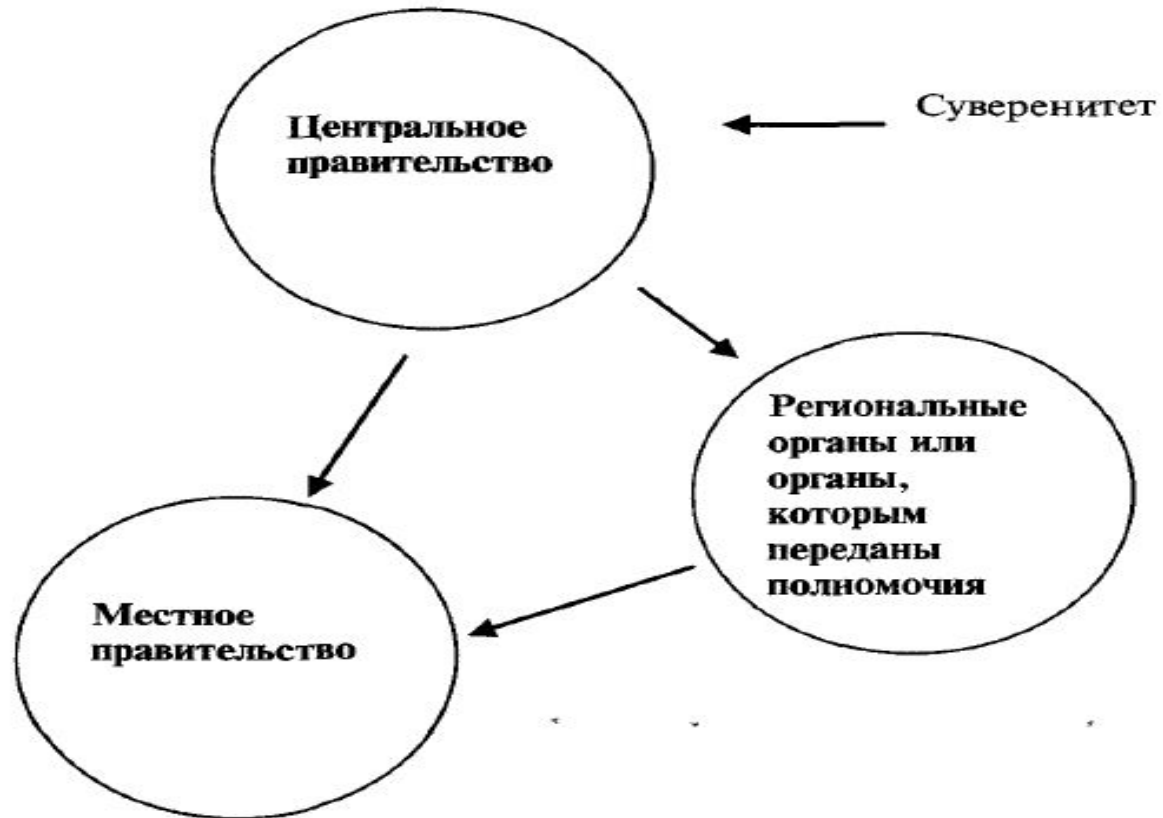 Центральное
правительство
Суверенитет
Региональные
органы или
органы,
которым
переданы
полномочия
Местное
правительство